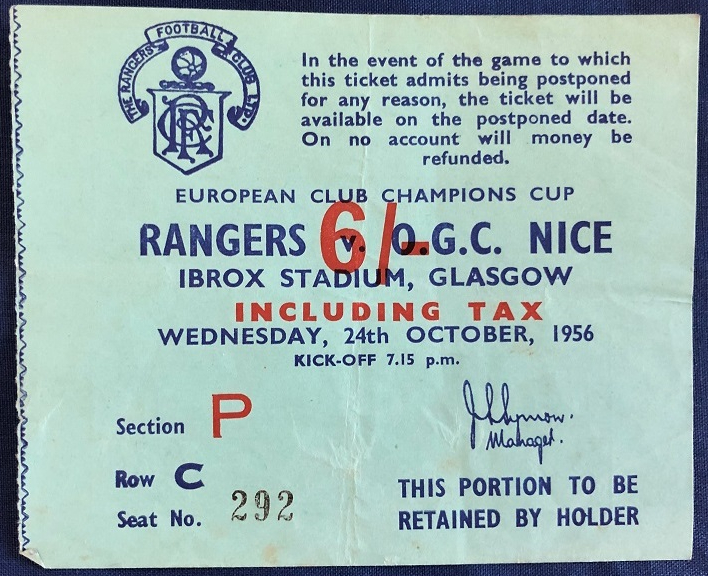 THE RANGERS FOOTBALL CLUB LTD.
In the event of the game to which
this ticket admits being postponed
for any reason, the ticket will be
available on the postponed date.
On no account will money be
refunded.
EUROPEAN CLUB CHAMPIONS CUP
RANGERS v. O.G.C. NICE
6/-
IBROX STADIUM, GLASGOW
INCLUDING TAX
WEDNESDAY, 24th OCTOBER, 1956
KICK-OFF 7.15 p.m.
Section P
Manager.
Row C
Seat No. 292
THIS PORTION TO BE
RETAINED BY HOLDER